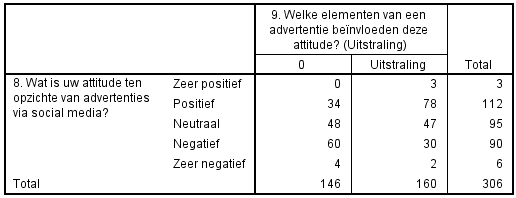 9. Welke elementen van een
advertentie beïnvloeden deze
attitude? (Uitstraling)
0 Uitstraling Total
8. Wat is uw attitude ten
opzichte van advertenties
via social media?
Zeer positief 0 3 3
Positief 34 78 112
Neutraal 48 47 95
Negatief 60 30 90
Zeer negatief 4 2 6
Total 146 160 306